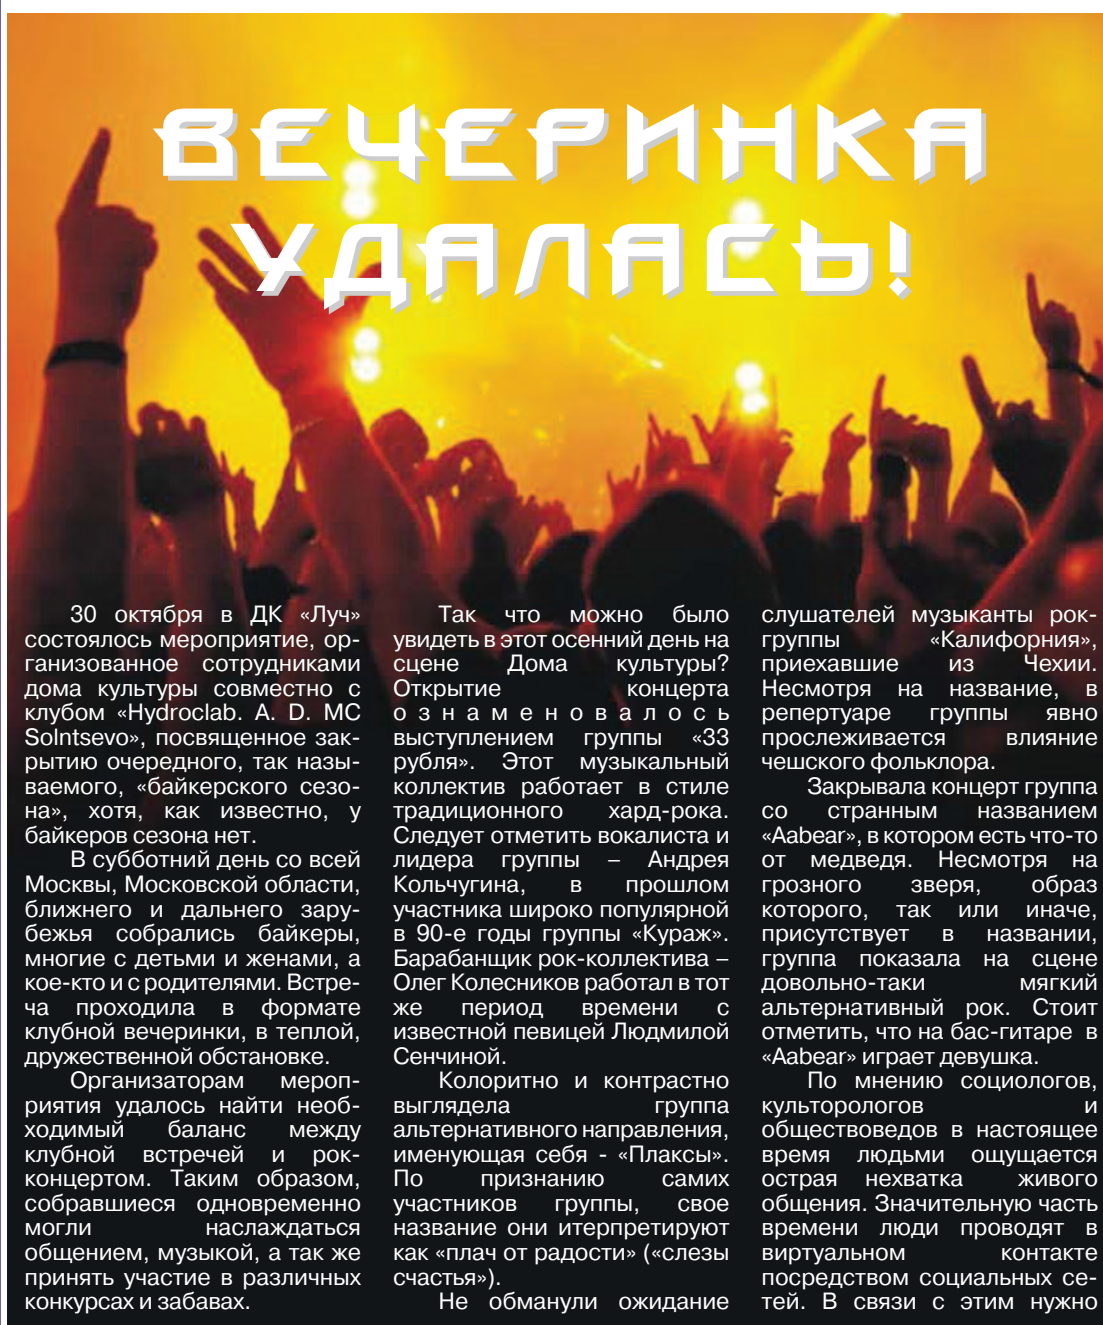 ВЕЧЕРИНКА
УДАЛАСЬ!
30 октября в ДК «Луч»
состоялось мероприятие, ор-
ганизованное сотрудниками
дома культуры совместно с
клубом «Hydroclab. A. D. MC
Solntsevo», посвященное зак-
рытию очередного, так назы-
ваемого, «байкерского сезо-
на», хотя, как известно, у
байкеров сезона нет.
В субботний день со всей
Москвы, Московской области,
ближнего и дальнего зару-
бежья собрались байкеры,
многие с детьми и женами, а
кое-кто и с родителями. Встре-
ча проходила в формате
клубной вечеринки, в теплой,
дружественной обстановке.
Организаторам мероп-
риятия удалось найти необ-
ходимый баланс между
клубной встречей и рок-
концертом. Таким образом,
собравшиеся одновременно
могли наслаждаться
общением, музыкой, а так же
принять участие в различных
конкурсах и забавах.
Так что можно было
увидеть в этот осенний день на
сцене Дома культуры?
Открытие концерта
ознаменовалось
выступлением группы «33
рубля». Этот музыкальный
коллектив работает в стиле
традиционного хард-рока.
Следует отметить вокалиста и
лидера группы – Андрея
Кольчугина, в прошлом
участника широко популярной
в 90-е годы группы «Кураж».
Барабанщик рок-коллектива –
Олег Колесников работал в тот
же период времени с
известной певицей Людмилой
Сенчиной.
Колоритно и контрастно
выглядела группа
альтернативного направления,
именующая себя - «Плаксы».
По признанию самих
участников группы, свое
название они итерпретируют
как «плач от радости» («слезы
счастья»).
Не обманули ожидание
слушателей музыканты рок-
группы «Калифорния»,
приехавшие из Чехии.
Несмотря на название, в
репертуаре группы явно
прослеживается влияние
чешского фольклора.
Закрывала концерт группа
со странным названием
«Aabear», в котором есть что-то
от медведя. Несмотря на
грозного зверя, образ
которого, так или иначе,
присутствует в названии,
группа показала на сцене
довольно-таки мягкий
альтернативный рок. Стоит
отметить, что на бас-гитаре в
«Aabear» играет девушка.
По мнению социологов,
культорологов и
обществоведов в настоящее
время людьми ощущается
острая нехватка живого
общения. Значительную часть
времени люди проводят в
виртуальном контакте
посредством социальных се-
тей. В связи с этим нужно